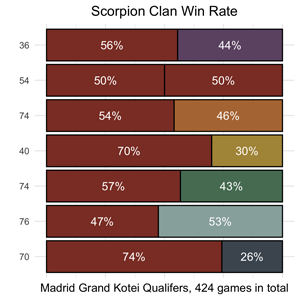 Scorpion Clan Win Rate
36 56% 44%
54 50% 50%
74 54% 46%
40 70% 30%
74 57% 43%
76 47% 53%
70 74% 26%
Madrid Grand Kotei Qualifers, 424 games in total